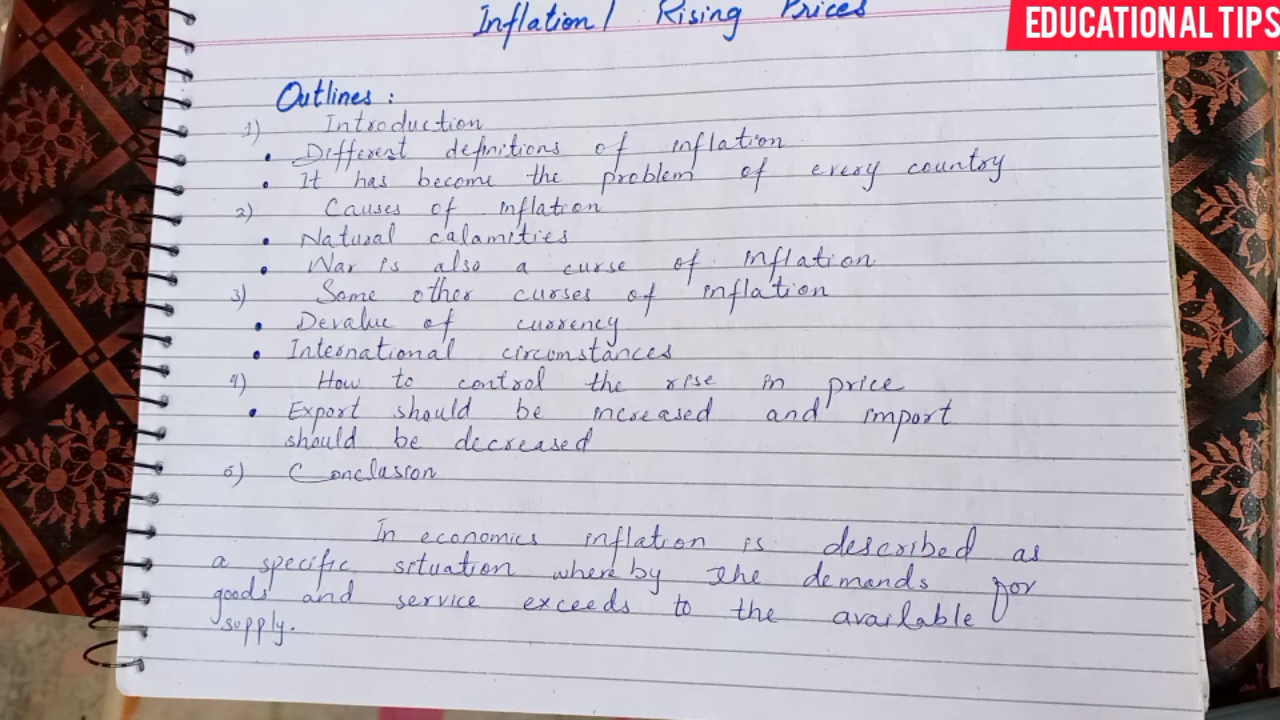 Inflation / Rising Prices
EDUCATIONAL TIPS
Outlines :
1) Introduction
• Different definitions of inflation
• It has become the problem of every country
2) Causes of inflation
• Natural calamities
• War is also a curse of inflation
3) Some other curses of inflation
• Devalue of currency
• International circumstances
4) How to control the rise in price
• Export should be increased and import
should be decreased
5) Conclusion
In economics inflation is described as
a specific situation where by the demands for
goods and service exceeds to the available
supply.